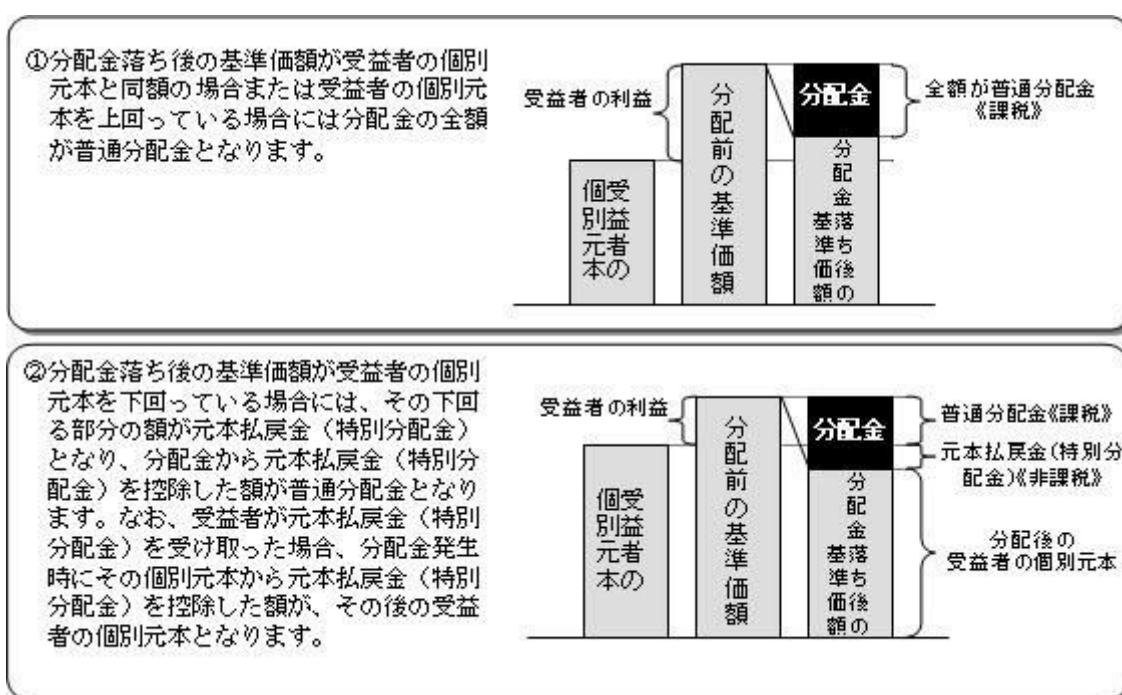 ①分配金落ち後の基準価額が受益者の個別
元本と同額の場合または受益者の個別元
本を上回っている場合には分配金の全額
が普通分配金となります。
受益者の利益
受益者の
個別元本
分配前の基準価額
分配金
分配金落ち後の
基準価額
全額が普通分配金
《課税》
②分配金落ち後の基準価額が受益者の個別
元本を下回っている場合には、その下回
る部分の額が元本払戻金（特別分配金）
となり、分配金から元本払戻金（特別分
配金）を控除した額が普通分配金となり
ます。なお、受益者が元本払戻金（特別
分配金）を受け取った場合、分配金発生
時にその個別元本から元本払戻金（特別
分配金）を控除した額が、その後の受益
者の個別元本となります。
受益者の利益
受益者の
個別元本
分配前の基準価額
分配金
分配金落ち後の
基準価額
普通分配金《課税》
元本払戻金(特別分
配金)《非課税》
分配後の
受益者の個別元本